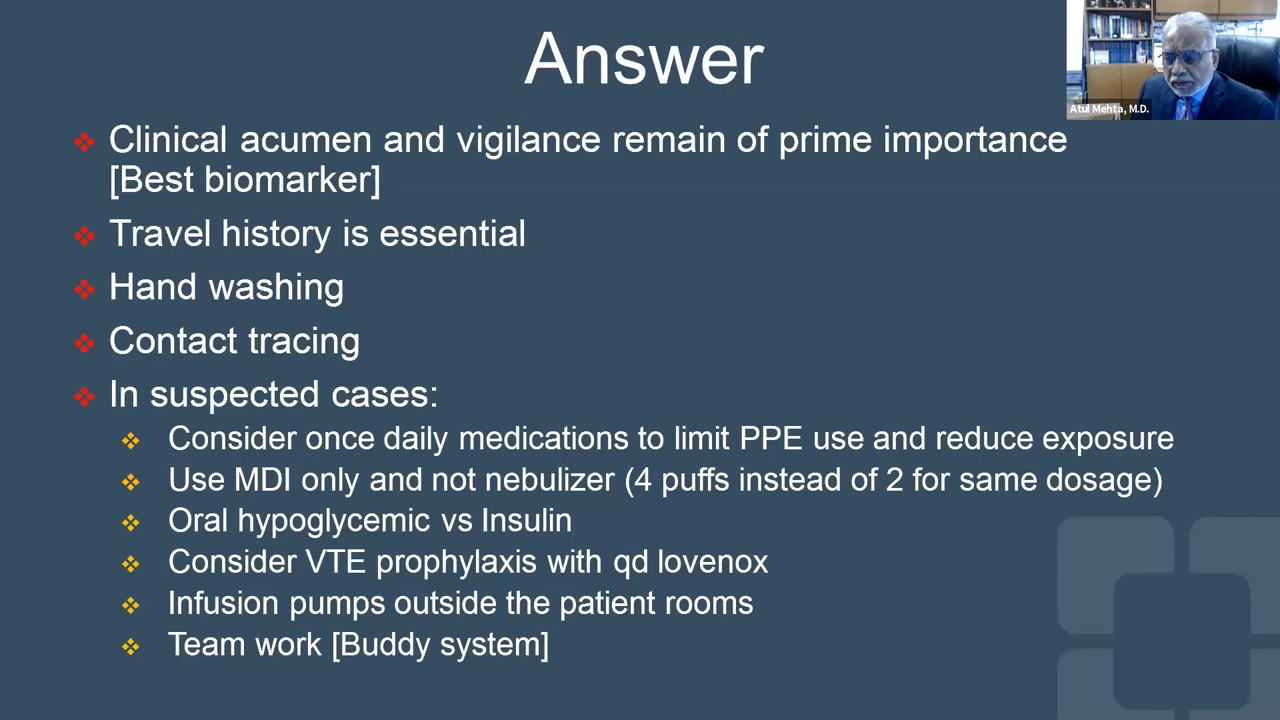 Answer
Atul Mehta, M.D.
Clinical acumen and vigilance remain of prime importance
[Best biomarker]
Travel history is essential
Hand washing
Contact tracing
In suspected cases:
Consider once daily medications to limit PPE use and reduce exposure
Use MDI only and not nebulizer (4 puffs instead of 2 for same dosage)
Oral hypoglycemic vs Insulin
Consider VTE prophylaxis with qd lovenox
Infusion pumps outside the patient rooms
Team work [Buddy system]